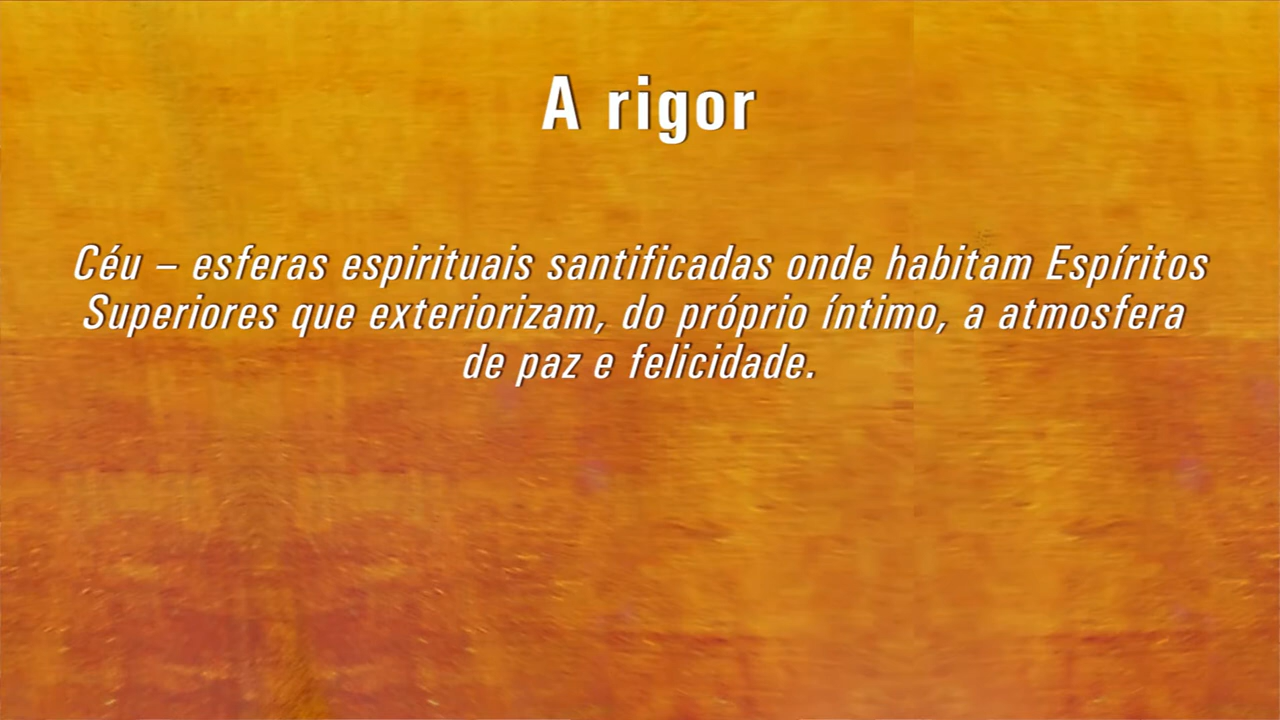 A rigor
Céu – esferas espirituais santificadas onde habitam Espíritos
Superiores que exteriorizam, do próprio íntimo, a atmosfera
de paz e felicidade.